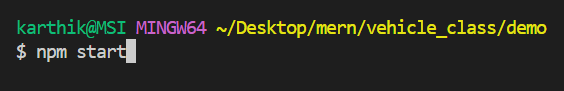 karthik@MSI MINGW64 ~/Desktop/mern/vehicle_class/demo
$ npm start